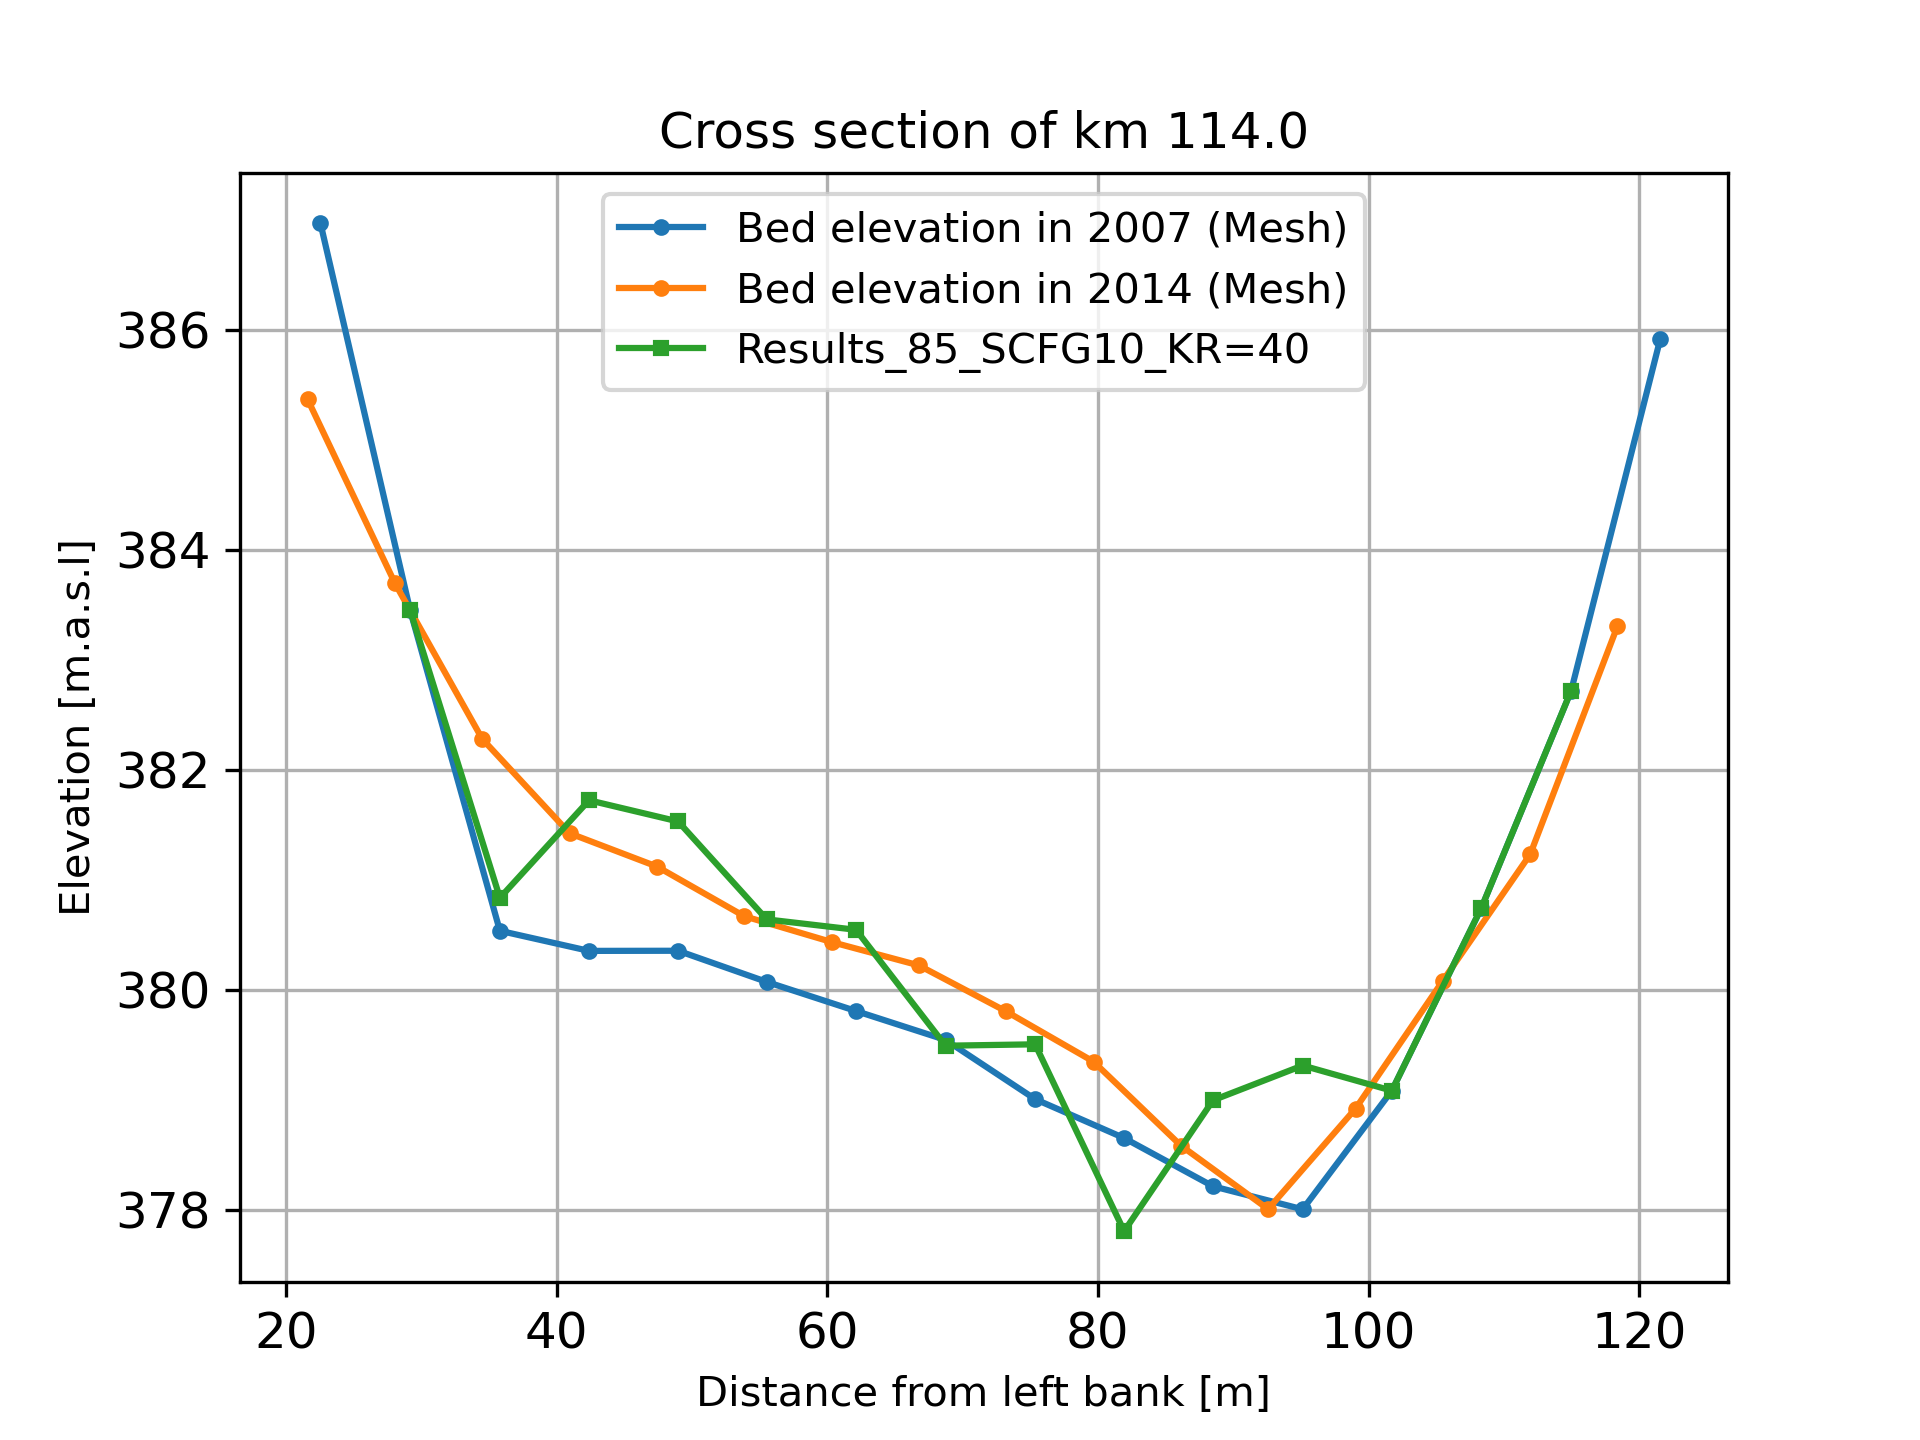 Cross section of km 114.0
Bed elevation in 2007 (Mesh)
Bed elevation in 2014 (Mesh)
Results_85_SCFG10_KR=40
386
384
382
380
378
Elevation [m.a.s.l]
20 40 60 80 100 120
Distance from left bank [m]